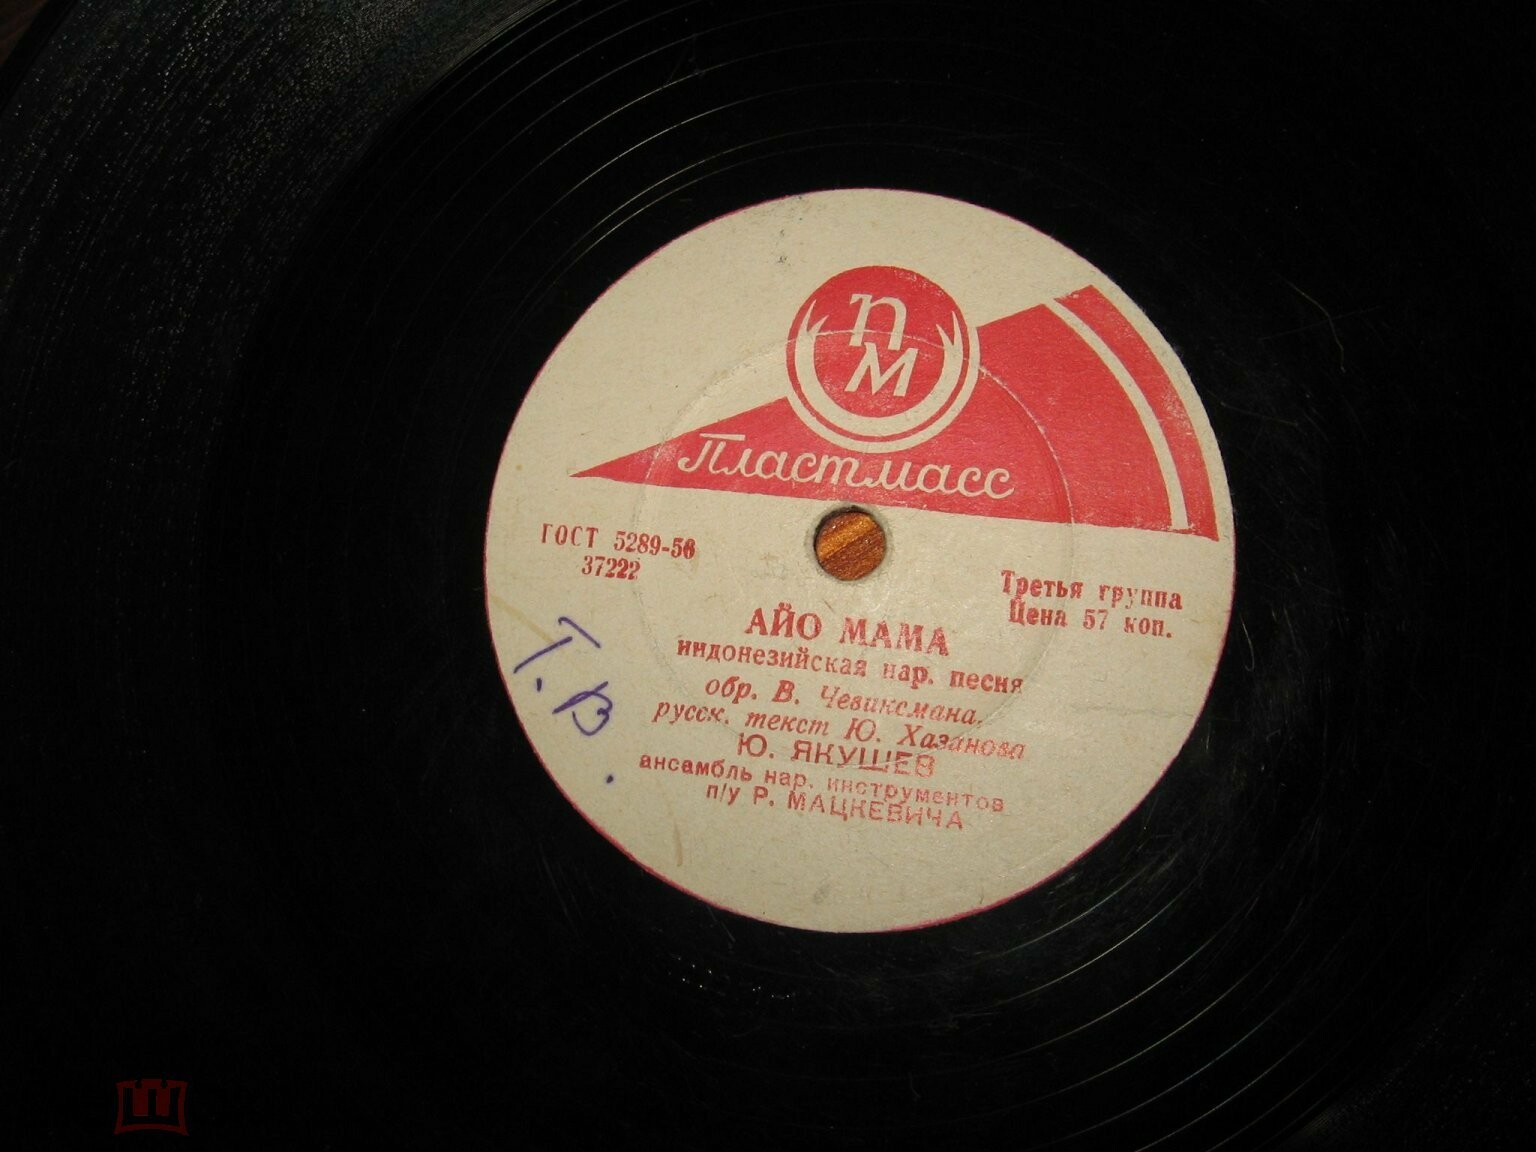 П
М
Пластмасс
ГОСТ 5289-56
37222
Третья группа
Цена 57 коп.
АЙО МАМА
индонезийская нар. песня
обр. В. Чевиксмана,
русск. текст Ю. Хазанова
Ю. ЯКУШЕВ
ансамбль нар. инструментов
п/у Р. МАЦКЕВИЧА
Т. В.